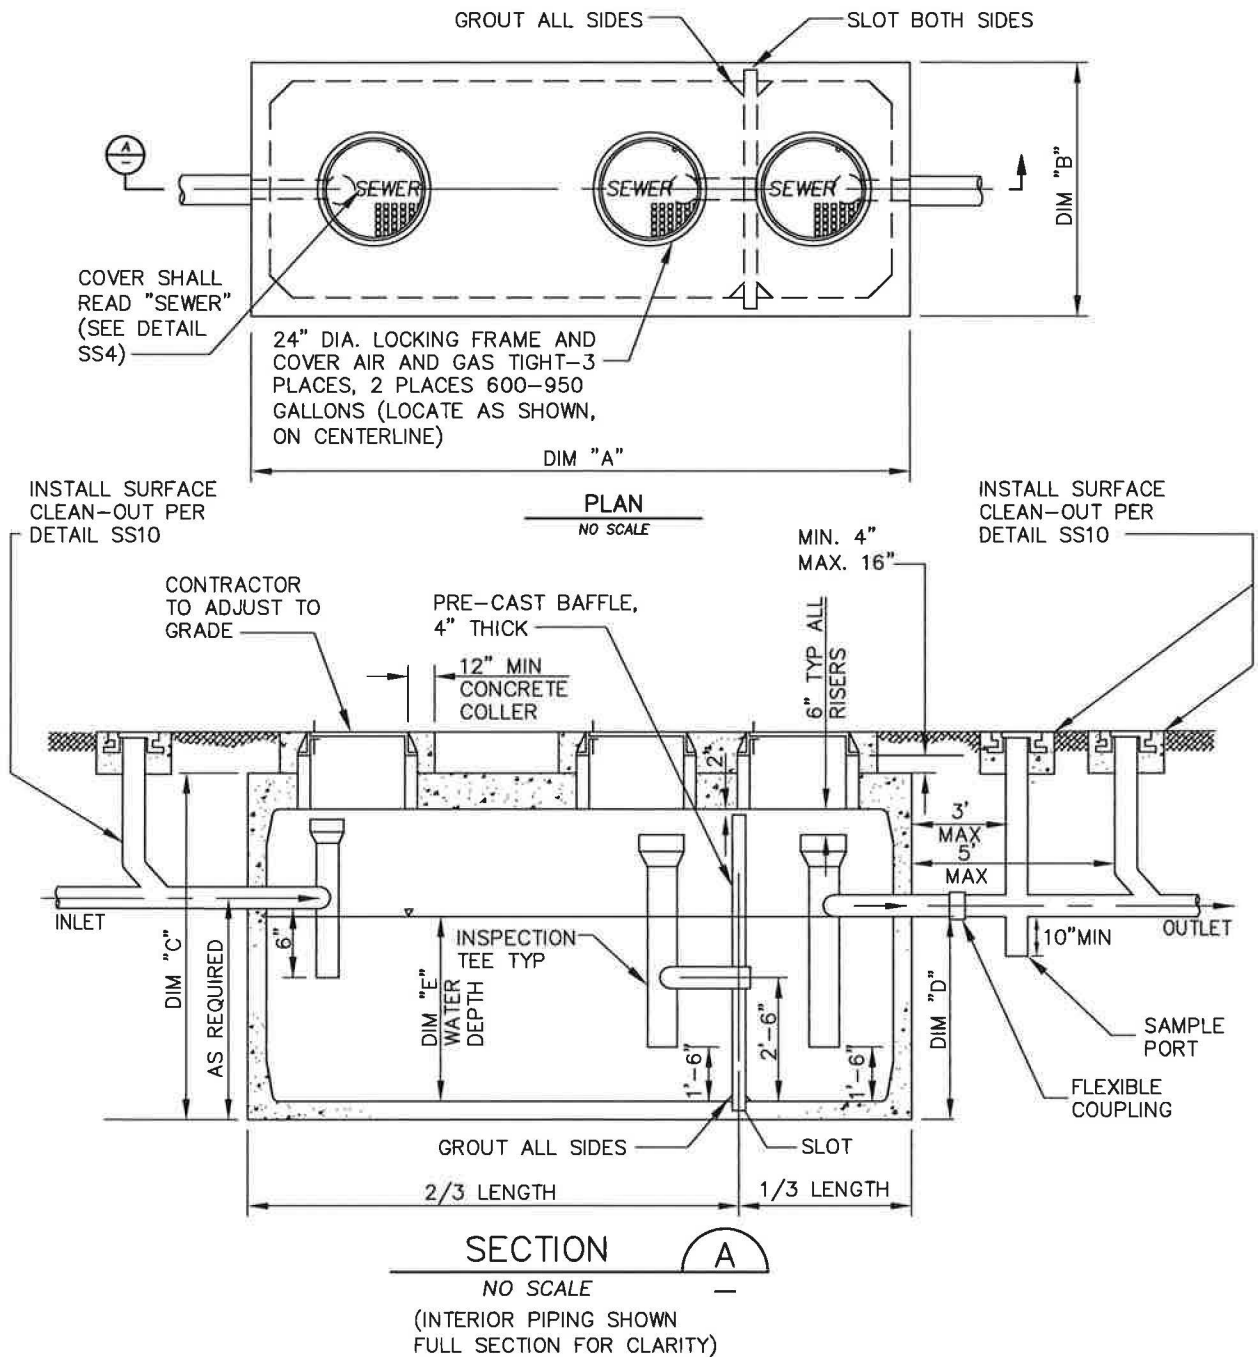 GROUT ALL SIDES
SLOT BOTH SIDES
A
–
SEWER
SEWER
SEWER
DIM "B"
COVER SHALL
READ "SEWER"
(SEE DETAIL
SS4)
24" DIA. LOCKING FRAME AND
COVER AIR AND GAS TIGHT-3
PLACES, 2 PLACES 600-950
GALLONS (LOCATE AS SHOWN,
ON CENTERLINE)
DIM "A"
PLAN
NO SCALE
INSTALL SURFACE
CLEAN-OUT PER
DETAIL SS10
INSTALL SURFACE
CLEAN-OUT PER
DETAIL SS10
MIN. 4"
MAX. 16"
CONTRACTOR
TO ADJUST TO
GRADE
PRE-CAST BAFFLE,
4" THICK
12" MIN
CONCRETE
COLLER
6" TYP ALL
RISERS
2"
3'
MAX
5'
MAX
INLET
OUTLET
6"
10"MIN
INSPECTION
TEE TYP
DIM "C"
AS REQUIRED
DIM "E"
WATER
DEPTH
1'-6"
2'-6"
1'-6"
DIM "D"
SAMPLE
PORT
FLEXIBLE
COUPLING
GROUT ALL SIDES
SLOT
2/3 LENGTH
1/3 LENGTH
SECTION
A
–
NO SCALE
(INTERIOR PIPING SHOWN
FULL SECTION FOR CLARITY)